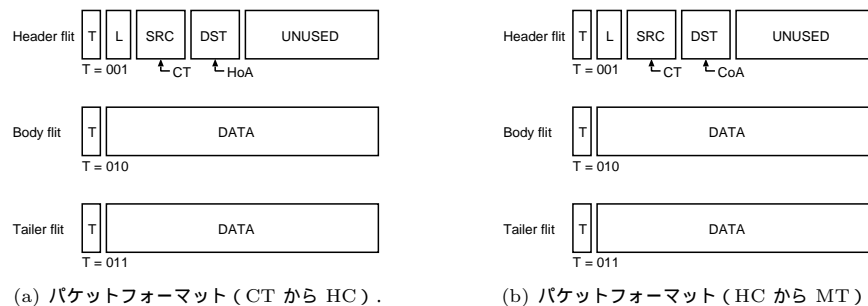 Header flit T L SRC DST UNUSED
T = 001 CT HoA
Body flit T DATA
T = 010
Tailer flit T DATA
T = 011
(a) パケットフォーマット ( CT から HC ) .
Header flit T L SRC DST UNUSED
T = 001 CT CoA
Body flit T DATA
T = 010
Tailer flit T DATA
T = 011
(b) パケットフォーマット ( HC から MT )